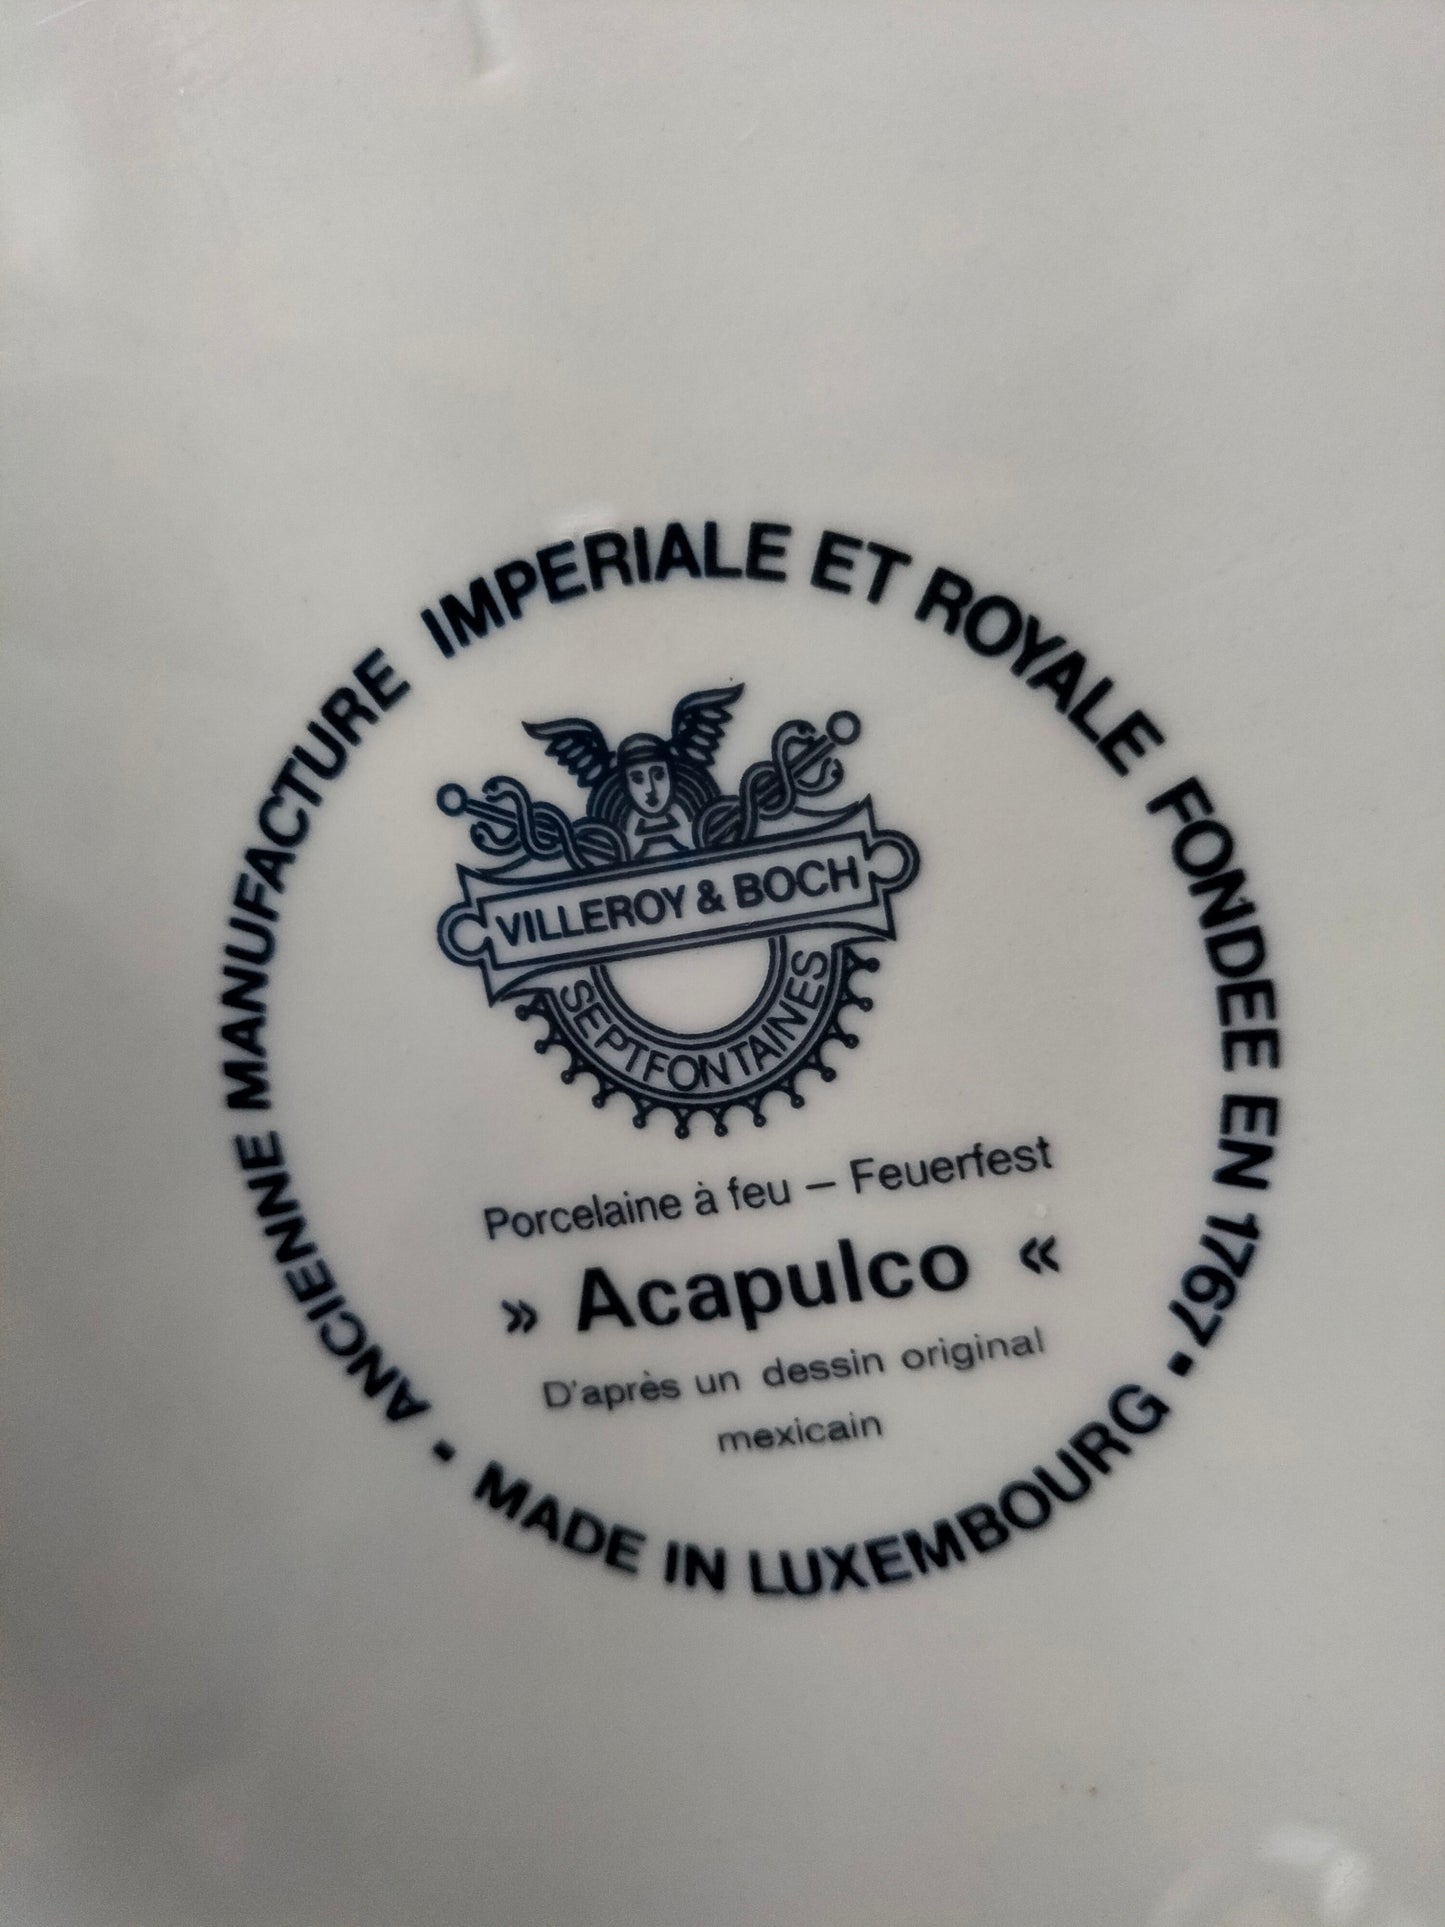 ANCIENNE MANUFACTURE IMPERIALE ET ROYALE FONDEE EN 1767 • MADE IN LUXEMBOURG •
VILLEROY & BOCH
SEPTFONTAINES
Porcelaine à feu – Feuerfest
» Acapulco «
D'après un dessin original
mexicain